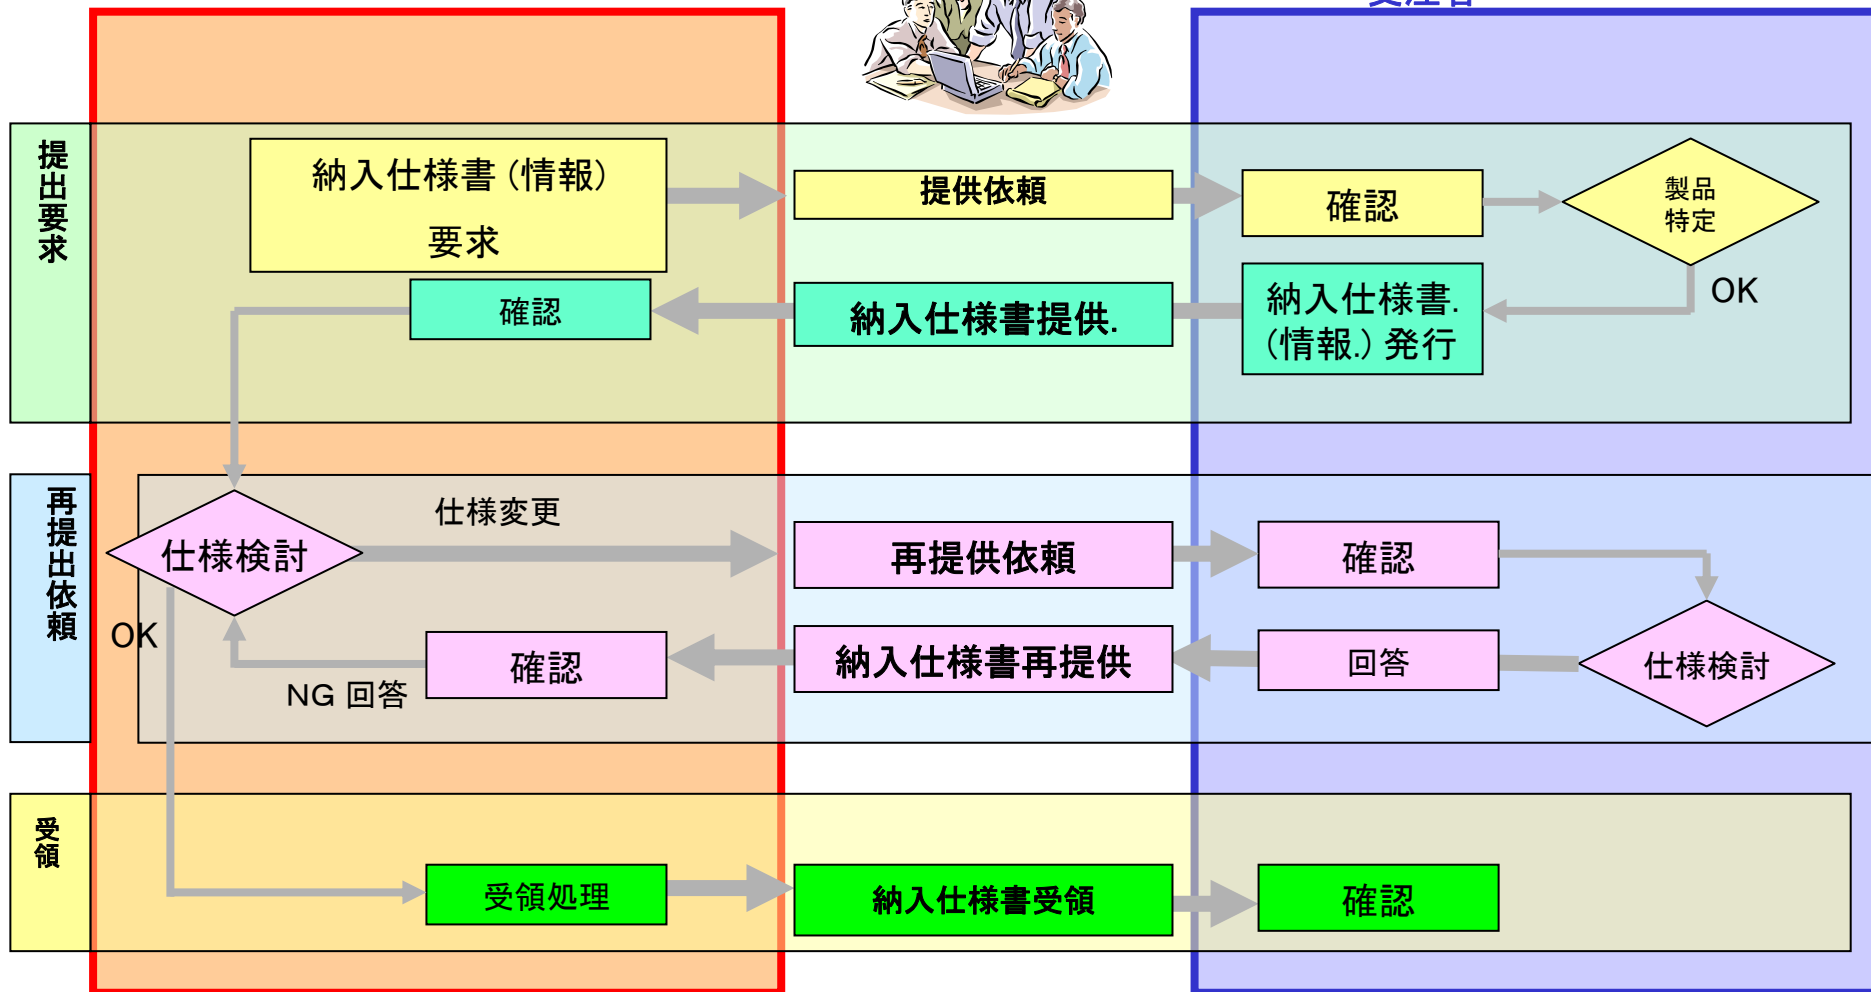 提出要求
納入仕様書（情報）
要求
提供依頼
確認
製品
特定
OK
確認
納入仕様書提供.
納入仕様書.
(情報.) 発行
再提出依頼
仕様検討
仕様変更
再提供依頼
確認
OK
NG 回答
確認
納入仕様書再提供
回答
仕様検討
受領
受領処理
納入仕様書受領
確認